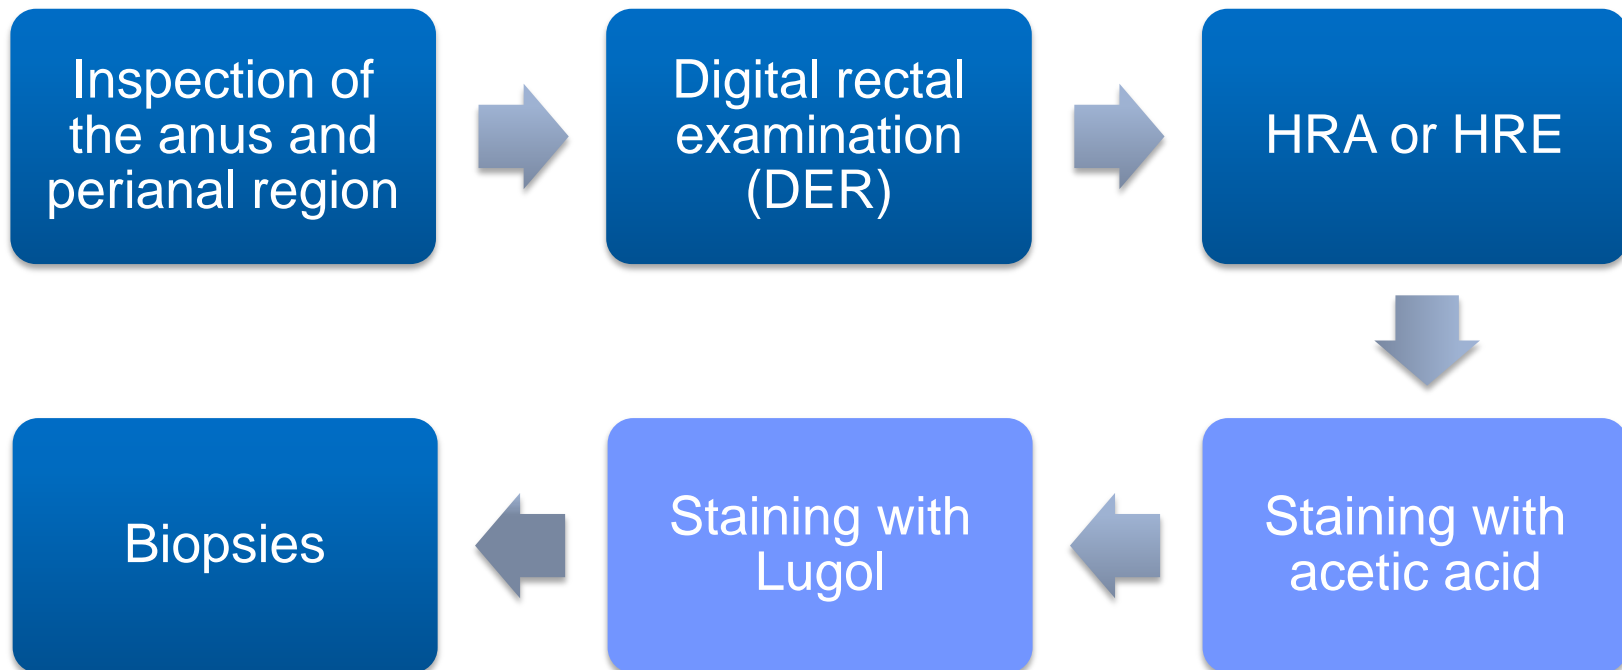 Inspection of
the anus and
perianal region
Digital rectal
examination
(DER)
HRA or HRE
Staining with
acetic acid
Staining with
Lugol
Biopsies